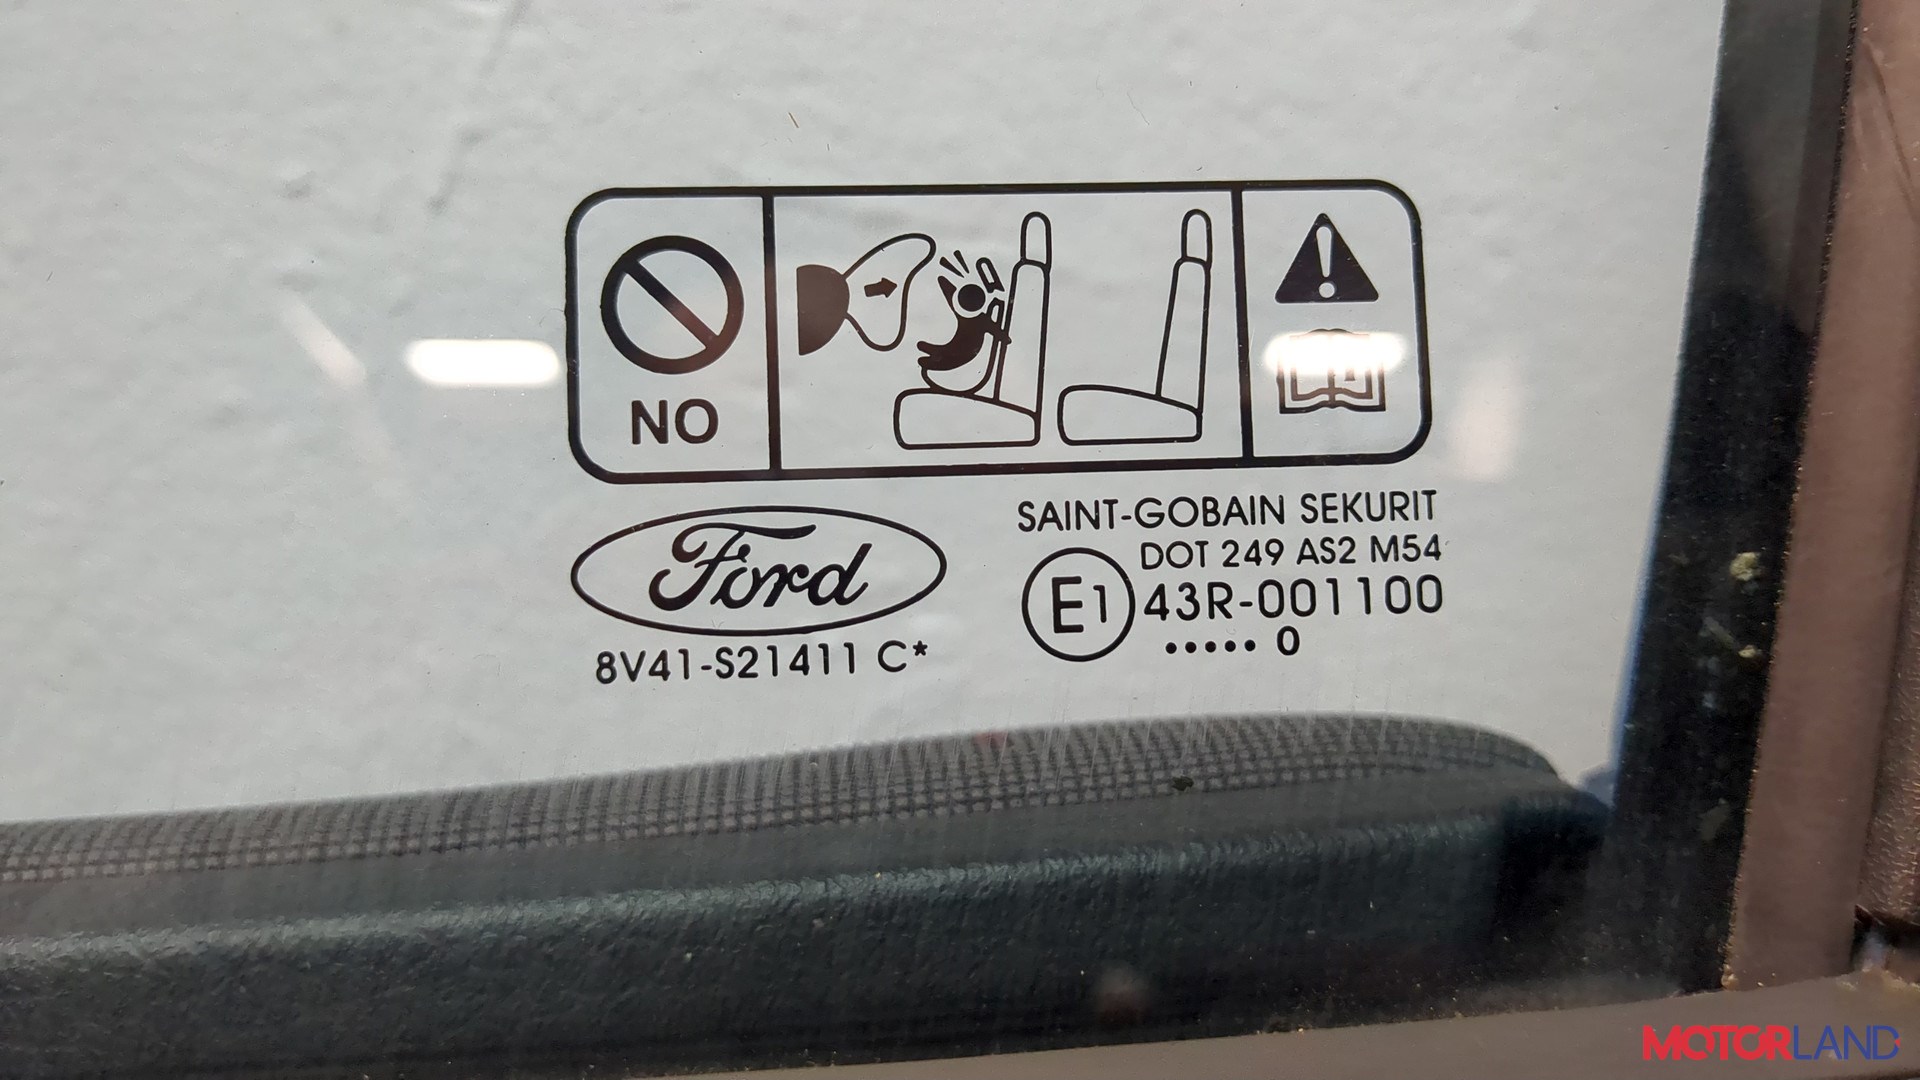 NO
Ford
8V41-S21411 C*
SAINT-GOBAIN SEKURIT
DOT 249 AS2 M54
E1 43R-001100
••••• 0
MOTORLAND